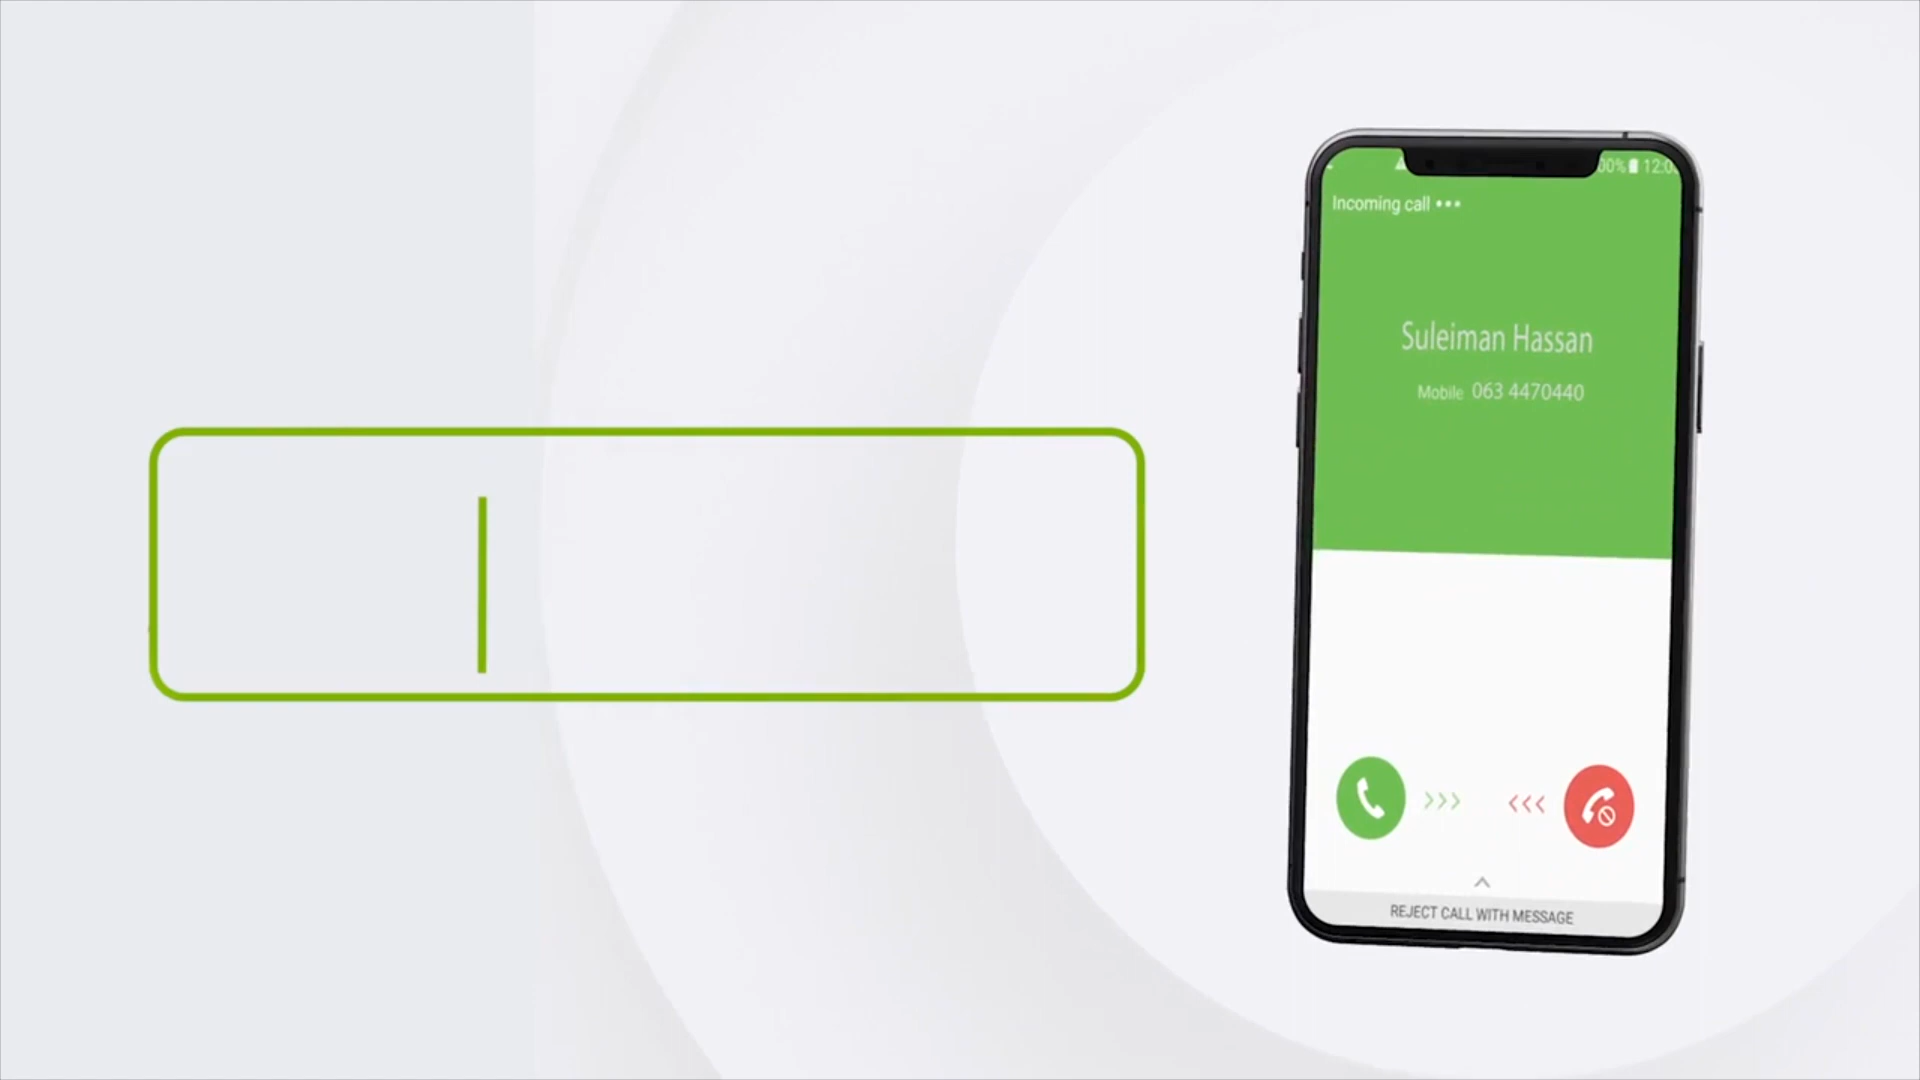 Incoming call •••
Suleiman Hassan
Mobile 063 4470440
REJECT CALL WITH MESSAGE